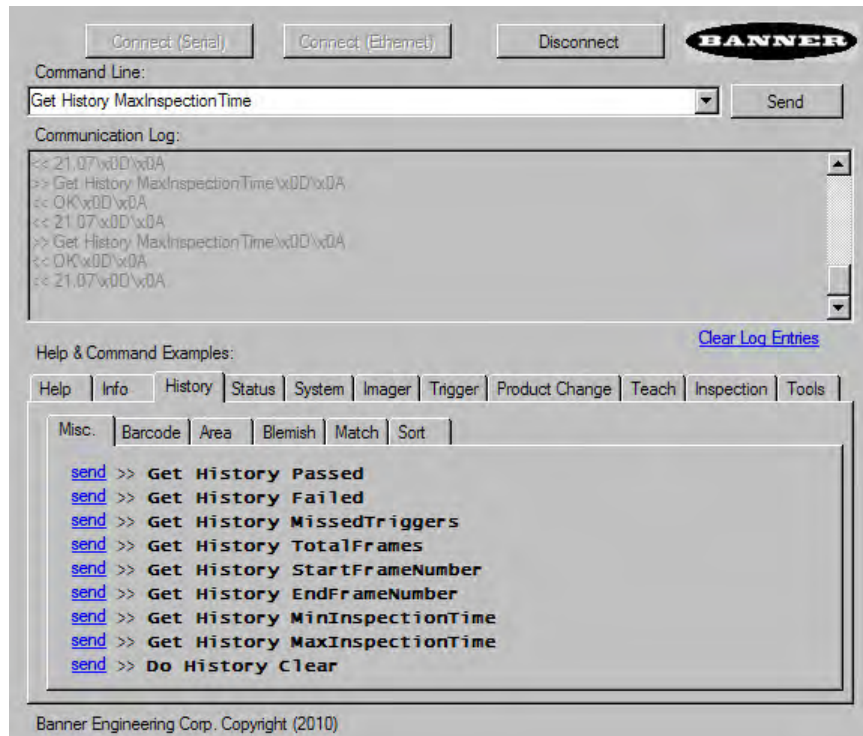 Connect (Serial) Connect (Ethernet) Disconnect BANNER
Command Line:
Get History MaxInspectionTime Send
Communication Log:
<< 21.07\x0D\x0A
>> Get History MaxInspectionTime\x0D\x0A
<< OK\x0D\x0A
<< 21.07\x0D\x0A
>> Get History MaxInspectionTime\x0D\x0A
<< OK\x0D\x0A
<< 21.07\x0D\x0A
Clear Log Entries
Help & Command Examples:
Help Info History Status System Imager Trigger Product Change Teach Inspection Tools
Misc. Barcode Area Blemish Match Sort
send >> Get History Passed
send >> Get History Failed
send >> Get History MissedTriggers
send >> Get History TotalFrames
send >> Get History StartFrameNumber
send >> Get History EndFrameNumber
send >> Get History MinInspectionTime
send >> Get History MaxInspectionTime
send >> Do History Clear
Banner Engineering Corp. Copyright (2010)